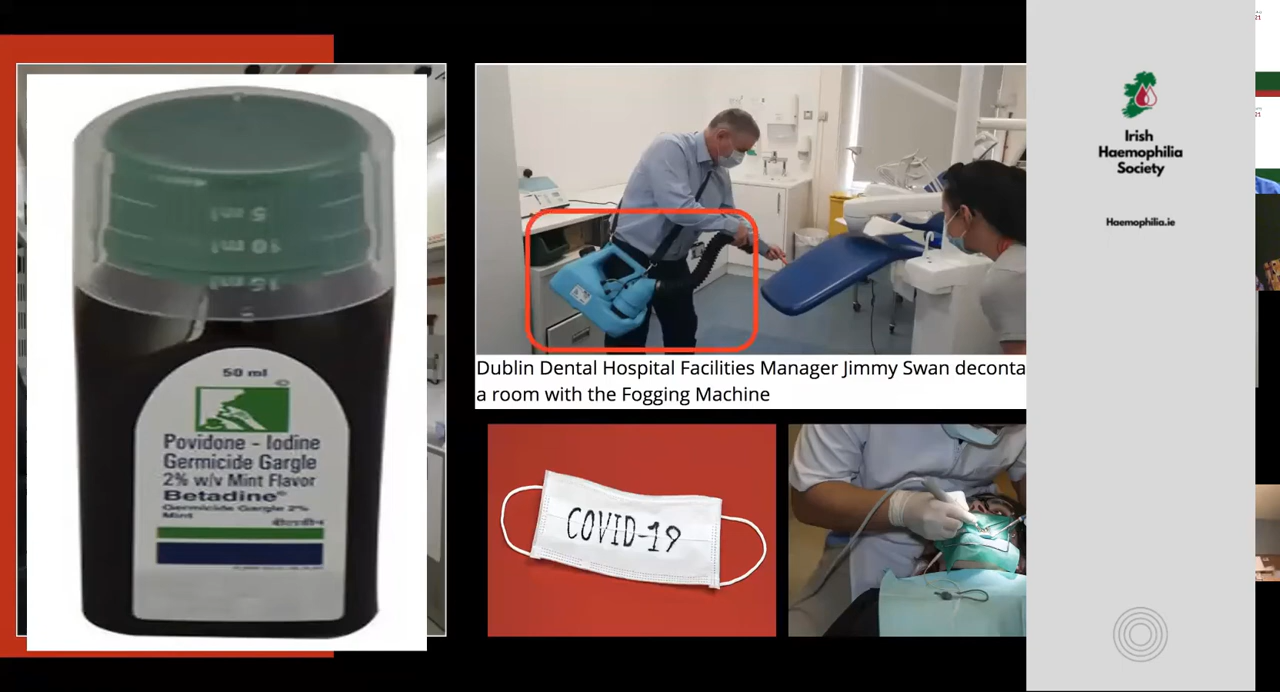 5 ml
10 ml
15 ml
50 ml
Povidone - Iodine
Germicide Gargle
2% w/v Mint Flavor
Betadine®
Germicide Gargle 2%
Mint
Dublin Dental Hospital Facilities Manager Jimmy Swan deconta
a room with the Fogging Machine
COVID-19
Irish
Haemophilia
Society
Haemophilia.ie
21
21